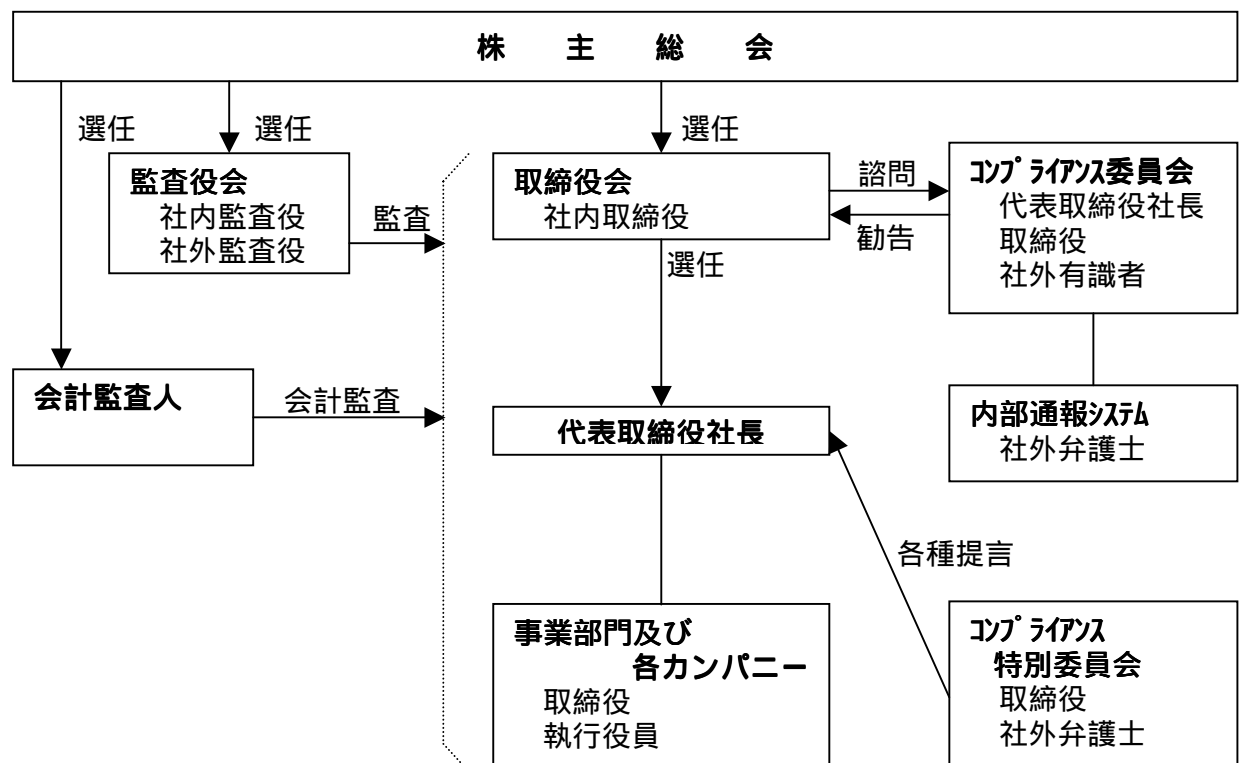 株 主 総 会
選任
選任
選任
監査役会
社内監査役
社外監査役
監査
取締役会
社内取締役
諮問
勧告
コンプライアンス委員会
代表取締役社長
取締役
社外有識者
選任
会計監査人
会計監査
代表取締役社長
内部通報システム
社外弁護士
各種提言
事業部門及び
各カンパニー
取締役
執行役員
コンプライアンス
特別委員会
取締役
社外弁護士